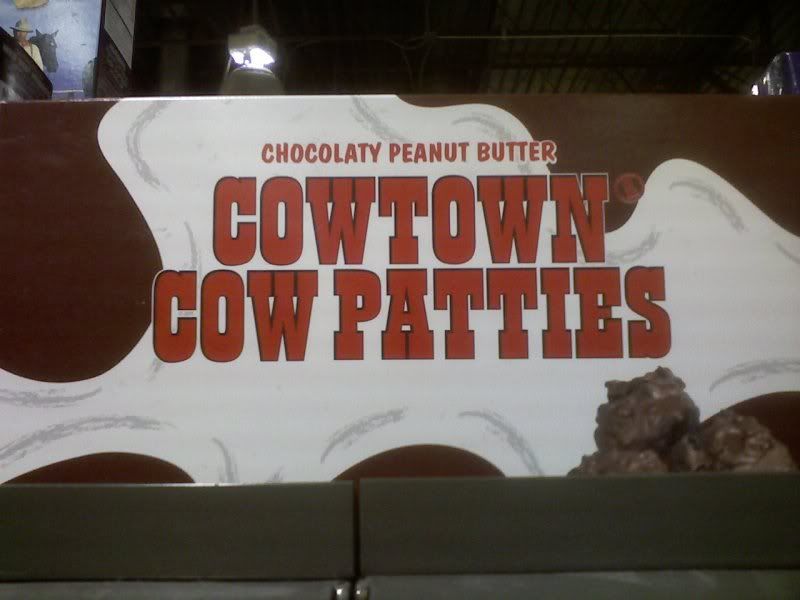 CHOCOLATY PEANUT BUTTER
COWTOWN®
COW PATTIES